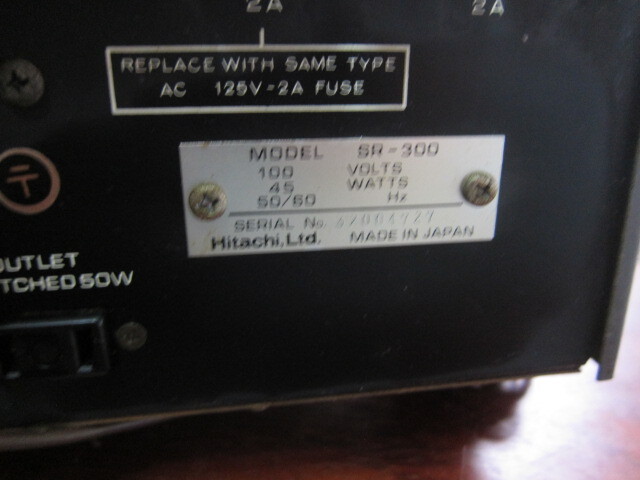 2A
2A
REPLACE WITH SAME TYPE
AC 125V-2A FUSE
MODEL SR-300
100 VOLTS
45 WATTS
50/60 Hz
SERIAL No.
Hitachi, Ltd. MADE IN JAPAN
OUTLET
TCHED 50W